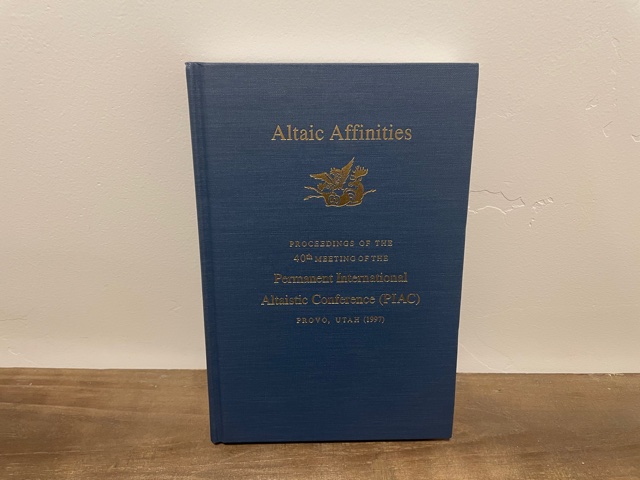 Altaic Affinities
PROCEEDINGS OF THE
40th MEETING OF THE
Permanent International
Altaistic Conference (PIAC)
PROVO, UTAH (1997)